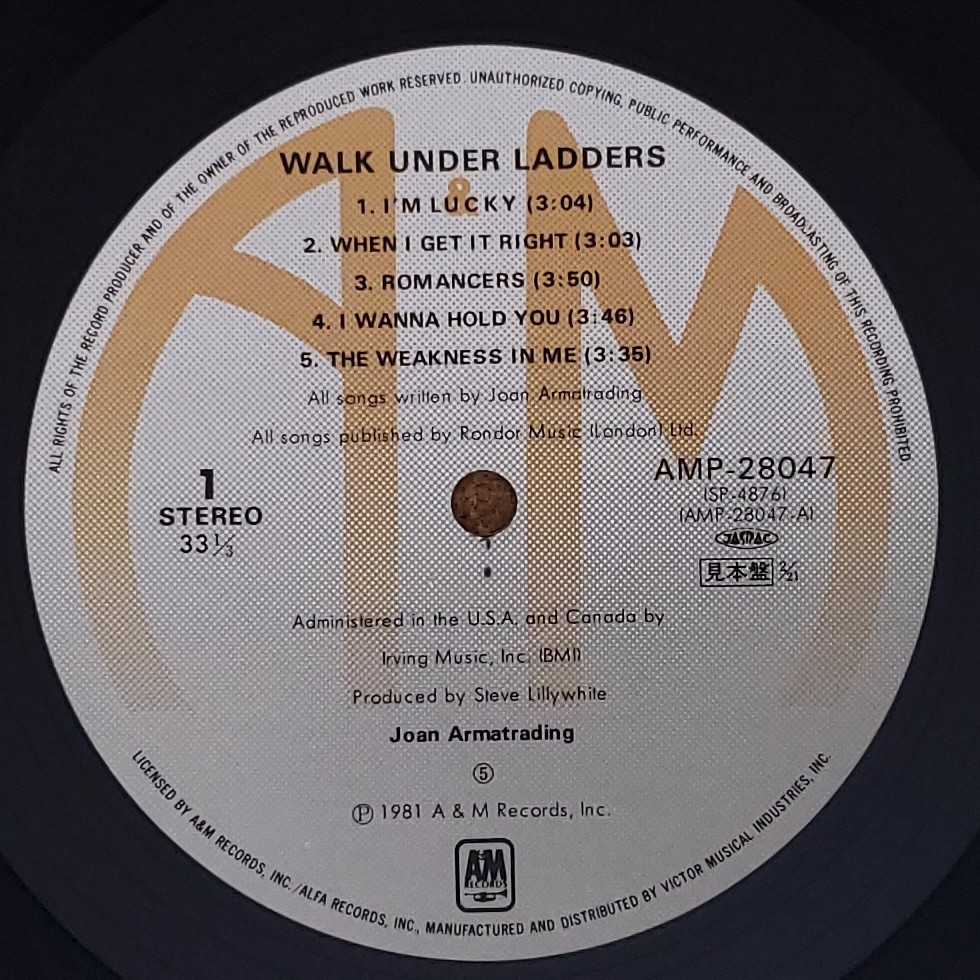 ALL RIGHTS OF THE RECORD PRODUCER AND OF THE OWNER OF THE REPRODUCED WORK RESERVED. UNAUTHORIZED COPYING, PUBLIC PERFORMANCE AND BROADCASTING OF THIS RECORDING PROHIBITED
WALK UNDER LADDERS
&
1. I'M LUCKY (3:04)
2. WHEN I GET IT RIGHT (3:03)
3. ROMANCERS (3:50)
4. I WANNA HOLD YOU (3:46)
5. THE WEAKNESS IN ME (3:35)
All songs written by Joan Armatrading
All songs published by Rondor Music (London) Ltd.
1
STEREO
33⅓
AMP-28047
(SP-4876)
(AMP-28047-A)
JASRAC
見本盤 2/21
Administered in the U.S.A. and Canada by
Irving Music, Inc. (BMI)
Produced by Steve Lillywhite
Joan Armatrading
⑤
Ⓟ 1981 A & M Records, Inc.
A&M
RECORDS
LICENSED BY A&M RECORDS, INC./ALFA RECORDS, INC., MANUFACTURED AND DISTRIBUTED BY VICTOR MUSICAL INDUSTRIES, INC.